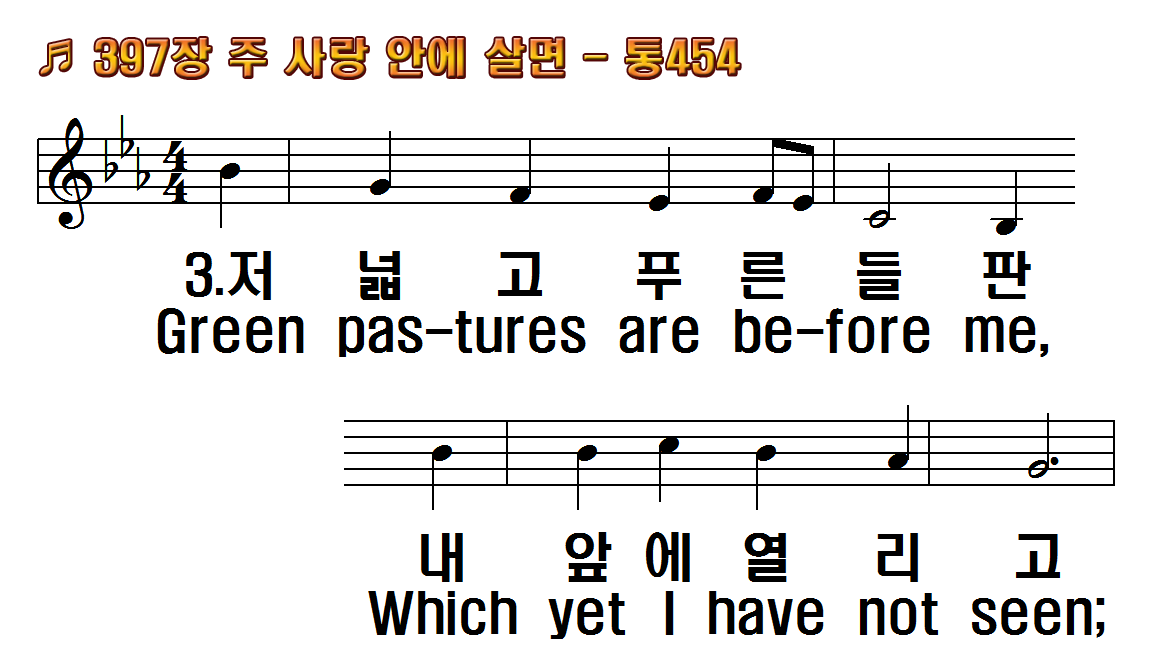 ♬ 397장 주 사랑 안에 살면 - 통454
4
4
3.저 넓 고 푸 른 들 판
Green pas-tures are be-fore me,
내 앞 에 열 리 고
Which yet I have not seen;